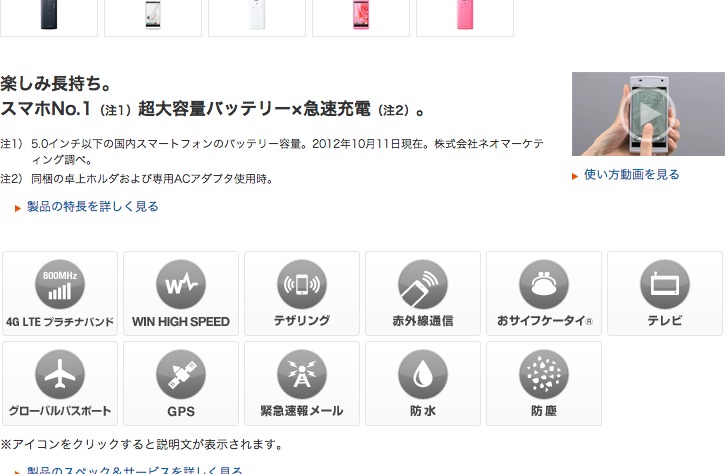 楽しみ長持ち。
スマホNo.1（注1）超大容量バッテリー×急速充電（注2）。
注1） 5.0インチ以下の国内スマートフォンのバッテリー容量。2012年10月11日現在。株式会社ネオマーケテ
ィング調べ。
注2） 同梱の卓上ホルダおよび専用ACアダプタ使用時。
製品の特長を詳しく見る
使い方動画を見る
800MHz
4G LTE プラチナバンド
W
WIN HIGH SPEED
テザリング
赤外線通信
おサイフケータイ®
テレビ
グローバルパスポート
GPS
緊急速報メール
防水
防塵
※アイコンをクリックすると説明文が表示されます。
製品のスペック＆サービスを詳しく見る